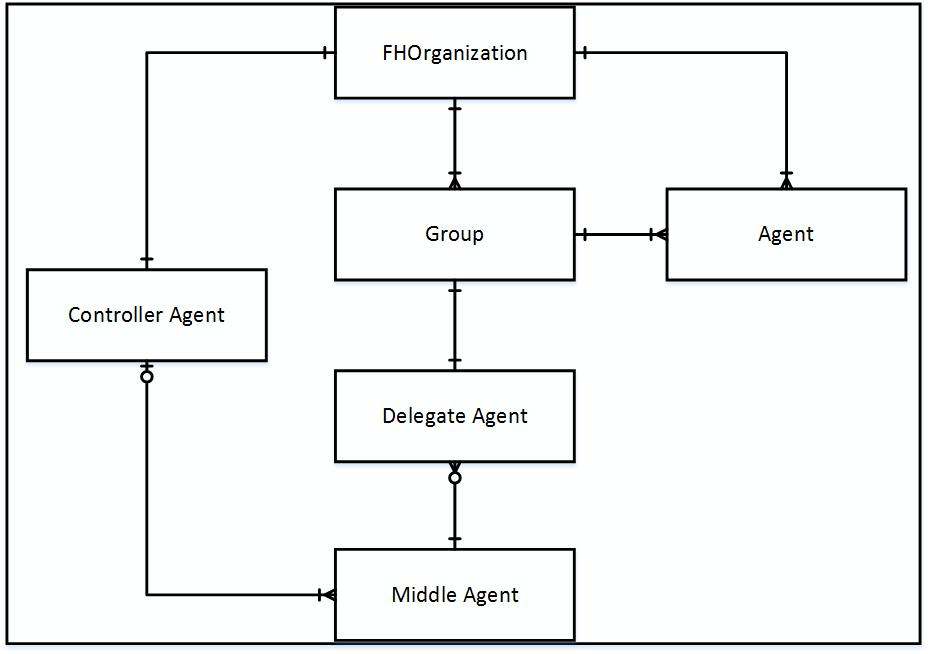 FHOrganization
Group
Agent
Controller Agent
Delegate Agent
Middle Agent